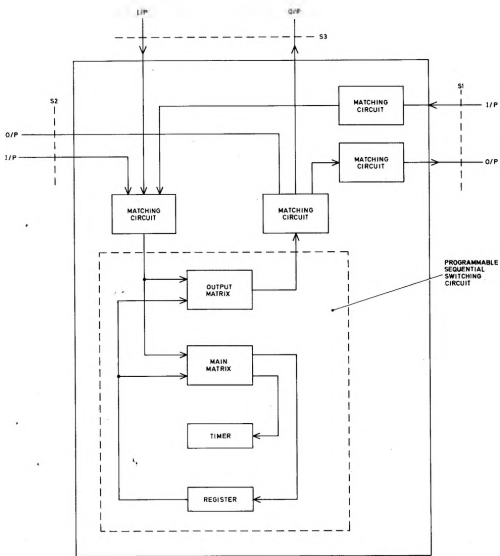 I/P
O/P
S3
S2
S1
MATCHING
CIRCUIT
I/P
O/P
I/P
MATCHING
CIRCUIT
O/P
MATCHING
CIRCUIT
MATCHING
CIRCUIT
PROGRAMMABLE
SEQUENTIAL
SWITCHING
CIRCUIT
OUTPUT
MATRIX
MAIN
MATRIX
TIMER
REGISTER